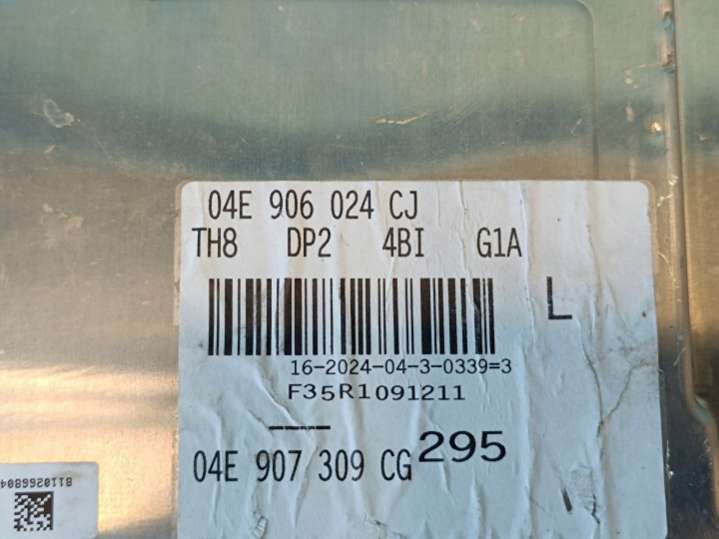 04E 906 024 CJ
TH8 DP2 4BI G1A
L
16-2024-04-3-0339=3
F35R1091211
04E 907 309 CG 295